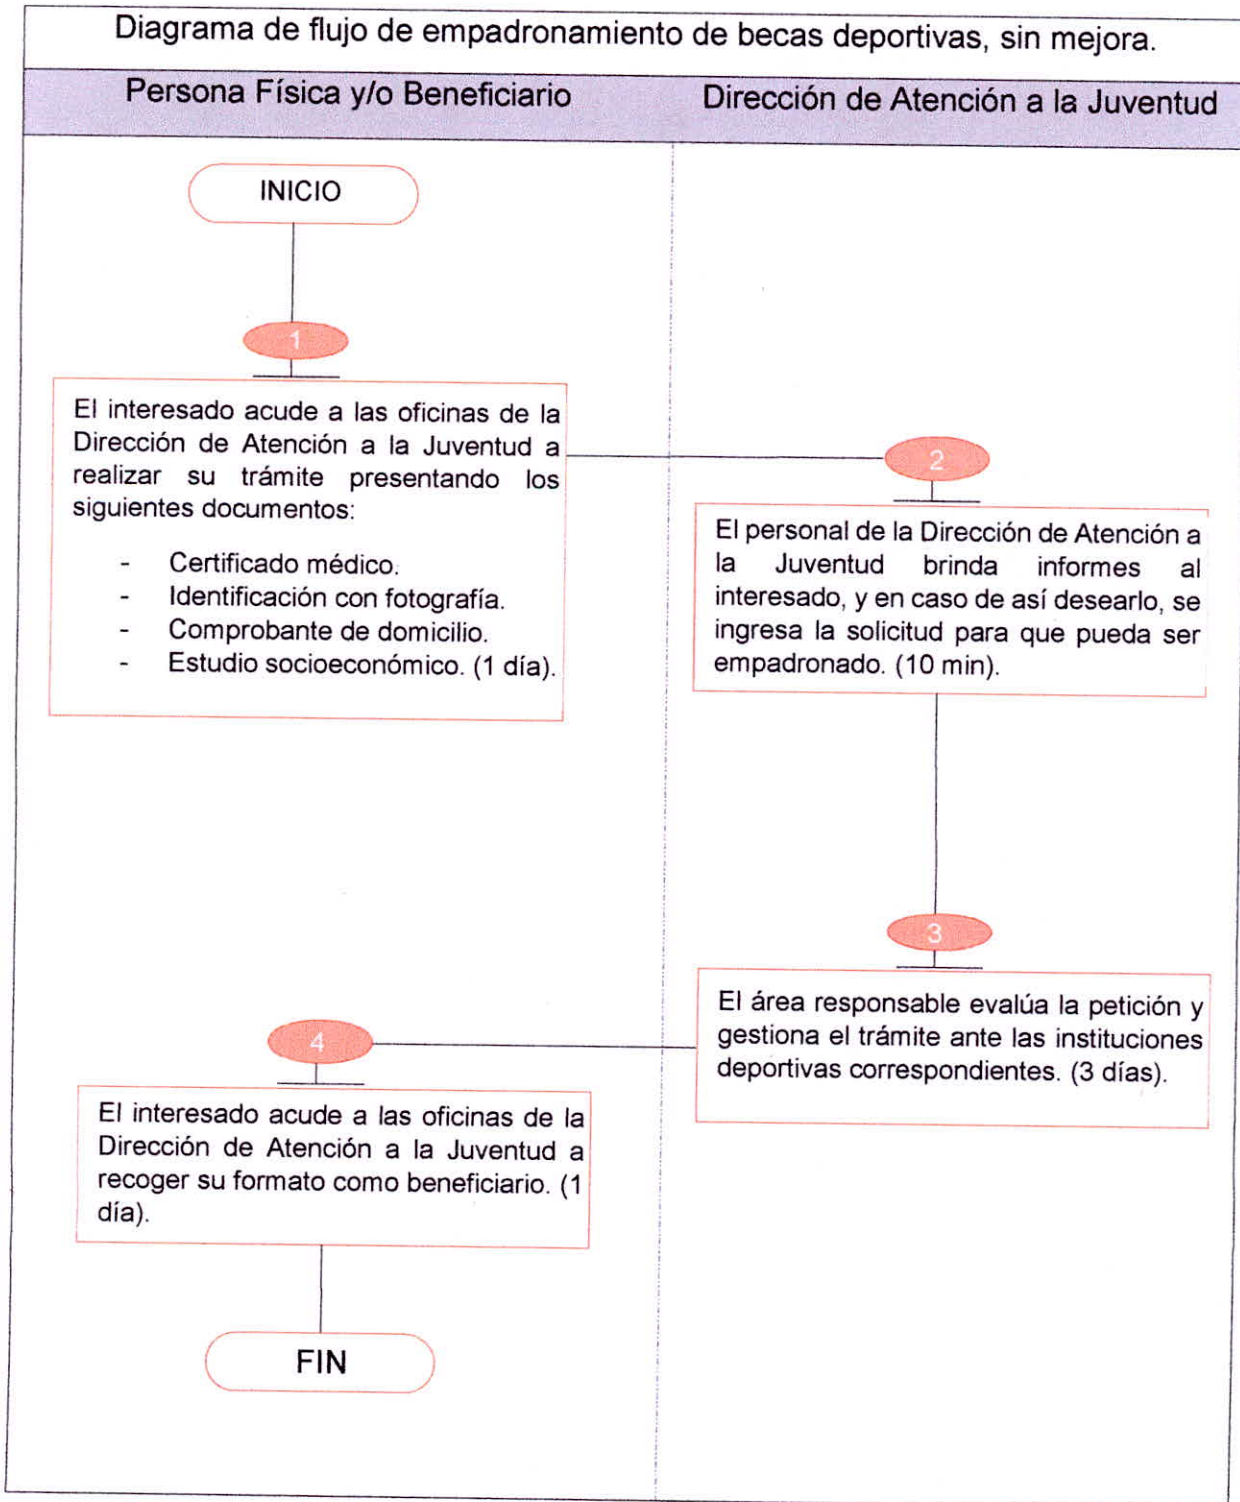 Diagrama de flujo de empadronamiento de becas deportivas, sin mejora.
Persona Física y/o Beneficiario
Dirección de Atención a la Juventud
INICIO
1
El interesado acude a las oficinas de la
Dirección de Atención a la Juventud a
realizar su trámite presentando los
siguientes documentos:
- Certificado médico.
- Identificación con fotografía.
- Comprobante de domicilio.
- Estudio socioeconómico. (1 día).
2
El personal de la Dirección de Atención a
la Juventud brinda informes al
interesado, y en caso de así desearlo, se
ingresa la solicitud para que pueda ser
empadronado. (10 min).
3
El área responsable evalúa la petición y
gestiona el trámite ante las instituciones
deportivas correspondientes. (3 días).
4
El interesado acude a las oficinas de la
Dirección de Atención a la Juventud a
recoger su formato como beneficiario. (1
día).
FIN